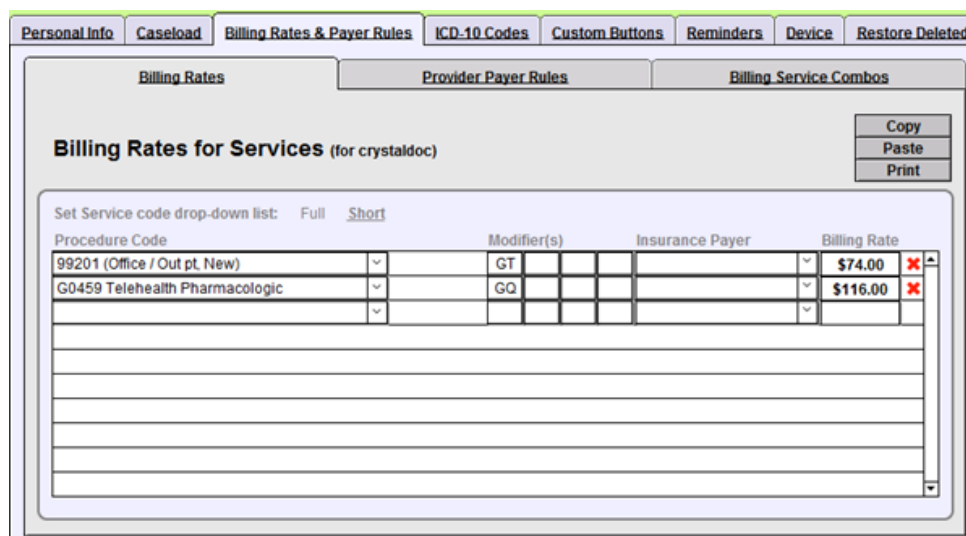 Personal Info Caseload Billing Rates & Payer Rules ICD-10 Codes Custom Buttons Reminders Device Restore Deleted
Billing Rates Provider Payer Rules Billing Service Combos
Copy
Billing Rates for Services (for crystaldoc) Paste
Print
Set Service code drop-down list: Full Short
Procedure Code Modifier(s) Insurance Payer Billing Rate
99201 (Office / Out pt, New) GT $74.00
G0459 Telehealth Pharmacologic GQ $116.00